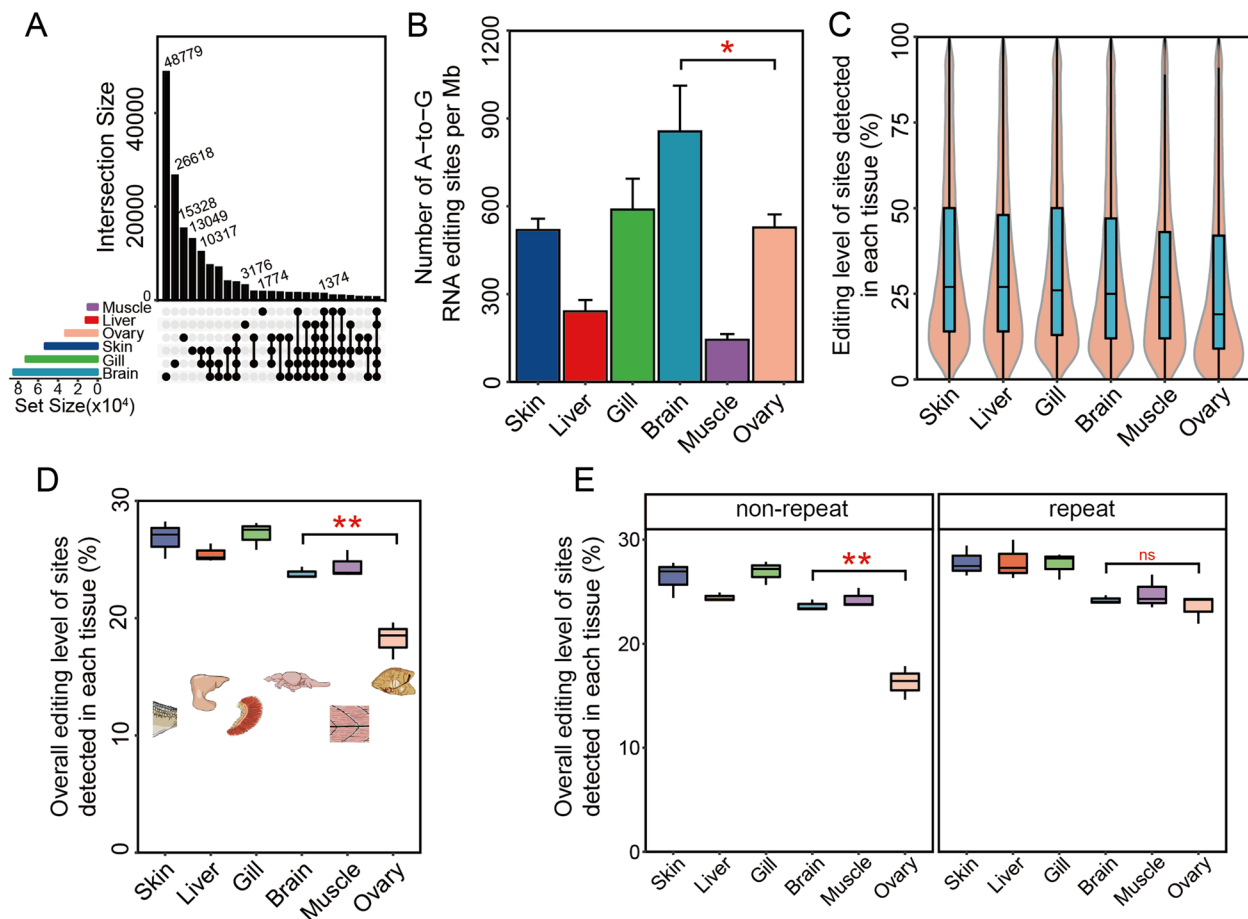 A
48779
26618
15328
13049
10317
3176
1774
1374
Intersection Size
40000
20000
0
Muscle
Liver
Ovary
Skin
Gill
Brain
8 6 4 2 0
Set Size(x10⁴)
B
Number of A−to−G
RNA editing sites per Mb
1200
900
600
300
0
*
Skin Liver Gill Brain Muscle Ovary
C
Editing level of sites detected
in each tissue (%)
100
75
50
25
0
Skin Liver Gill Brain Muscle Ovary
D
Overall editing level of sites
detected in each tissue (%)
30
20
10
0
**
Skin Liver Gill Brain Muscle Ovary
E
Overall editing level of sites
detected in each tissue (%)
non-repeat repeat
30
20
10
0
**
ns
Skin Liver Gill Brain Muscle Ovary Skin Liver Gill Brain Muscle Ovary